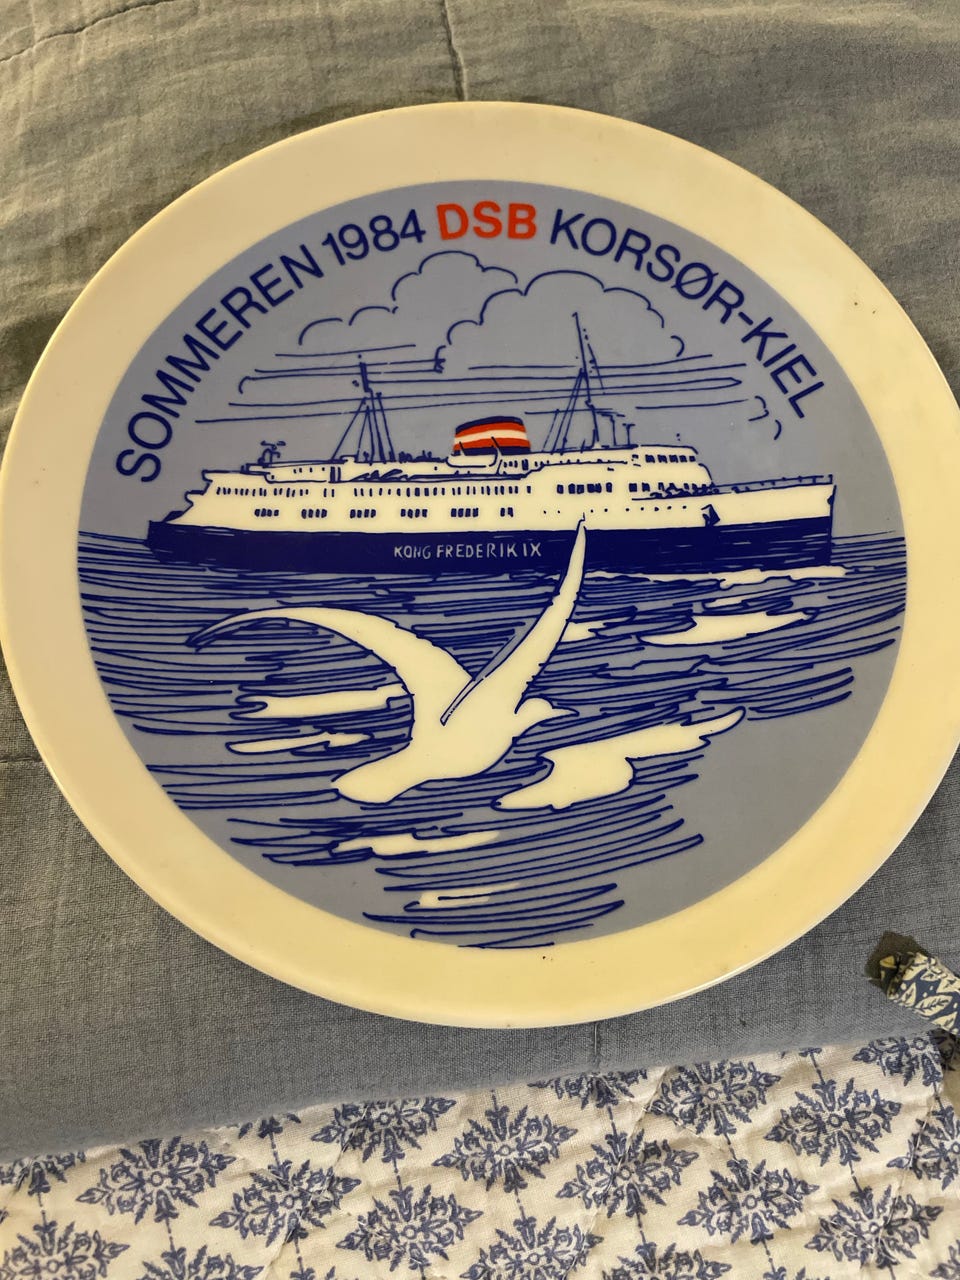 SOMMEREN 1984 DSB KORSØR-KIEL
KONG FREDERIK IX